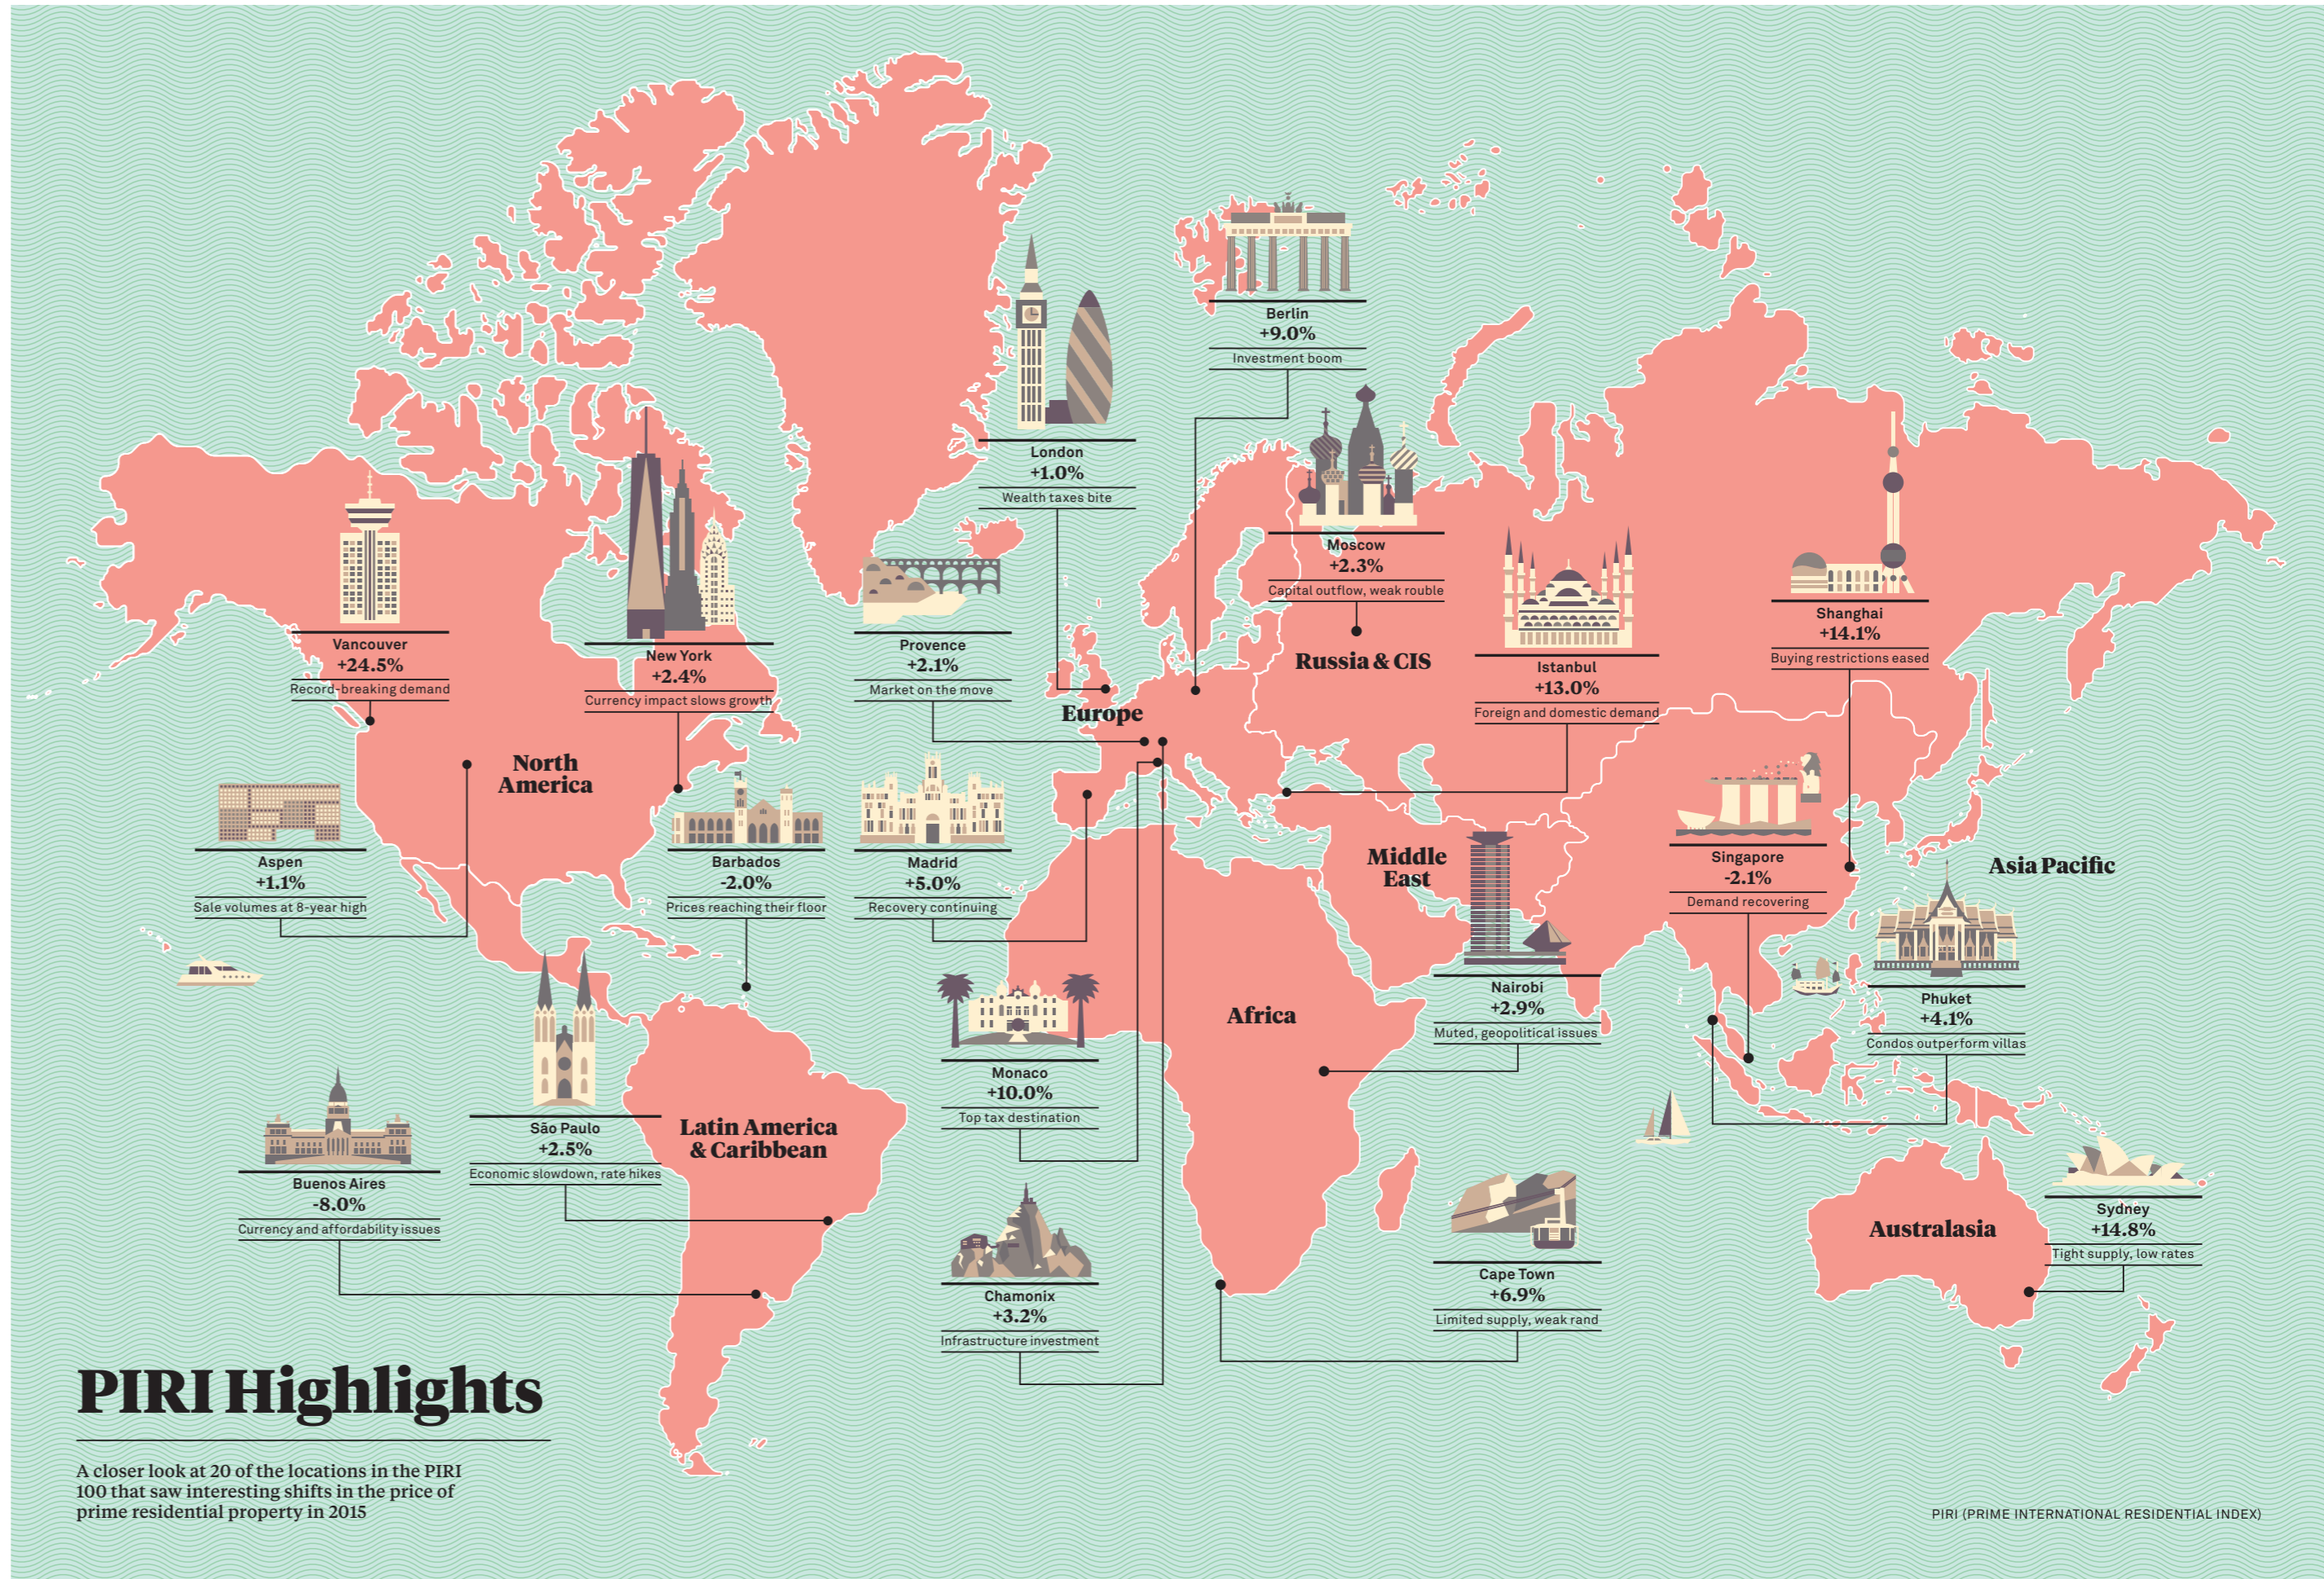 Berlin
+9.0%
Investment boom
London
+1.0%
Wealth taxes bite
Moscow
+2.3%
Capital outflow, weak rouble
Shanghai
+14.1%
Buying restrictions eased
Vancouver
+24.5%
Record-breaking demand
New York
+2.4%
Currency impact slows growth
Provence
+2.1%
Market on the move
Russia & CIS
Istanbul
+13.0%
Foreign and domestic demand
Europe
North
America
Aspen
+1.1%
Sale volumes at 8-year high
Barbados
-2.0%
Prices reaching their floor
Madrid
+5.0%
Recovery continuing
Middle
East
Singapore
-2.1%
Demand recovering
Asia Pacific
Nairobi
+2.9%
Muted, geopolitical issues
Phuket
+4.1%
Condos outperform villas
Africa
Monaco
+10.0%
Top tax destination
São Paulo
+2.5%
Economic slowdown, rate hikes
Latin America
& Caribbean
Buenos Aires
-8.0%
Currency and affordability issues
Australasia
Sydney
+14.8%
Tight supply, low rates
Chamonix
+3.2%
Infrastructure investment
Cape Town
+6.9%
Limited supply, weak rand
PIRI Highlights
A closer look at 20 of the locations in the PIRI
100 that saw interesting shifts in the price of
prime residential property in 2015
PIRI (PRIME INTERNATIONAL RESIDENTIAL INDEX)